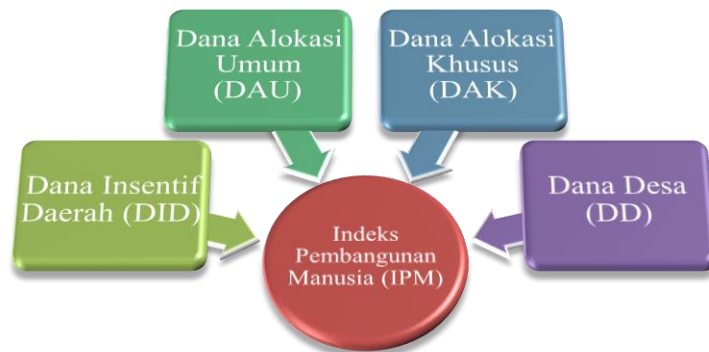 Dana Alokasi
Umum
(DAU)
Dana Alokasi
Khusus
(DAK)
Dana Insentif
Daerah (DID)
Dana Desa
(DD)
Indeks
Pembangunan
Manusia (IPM)